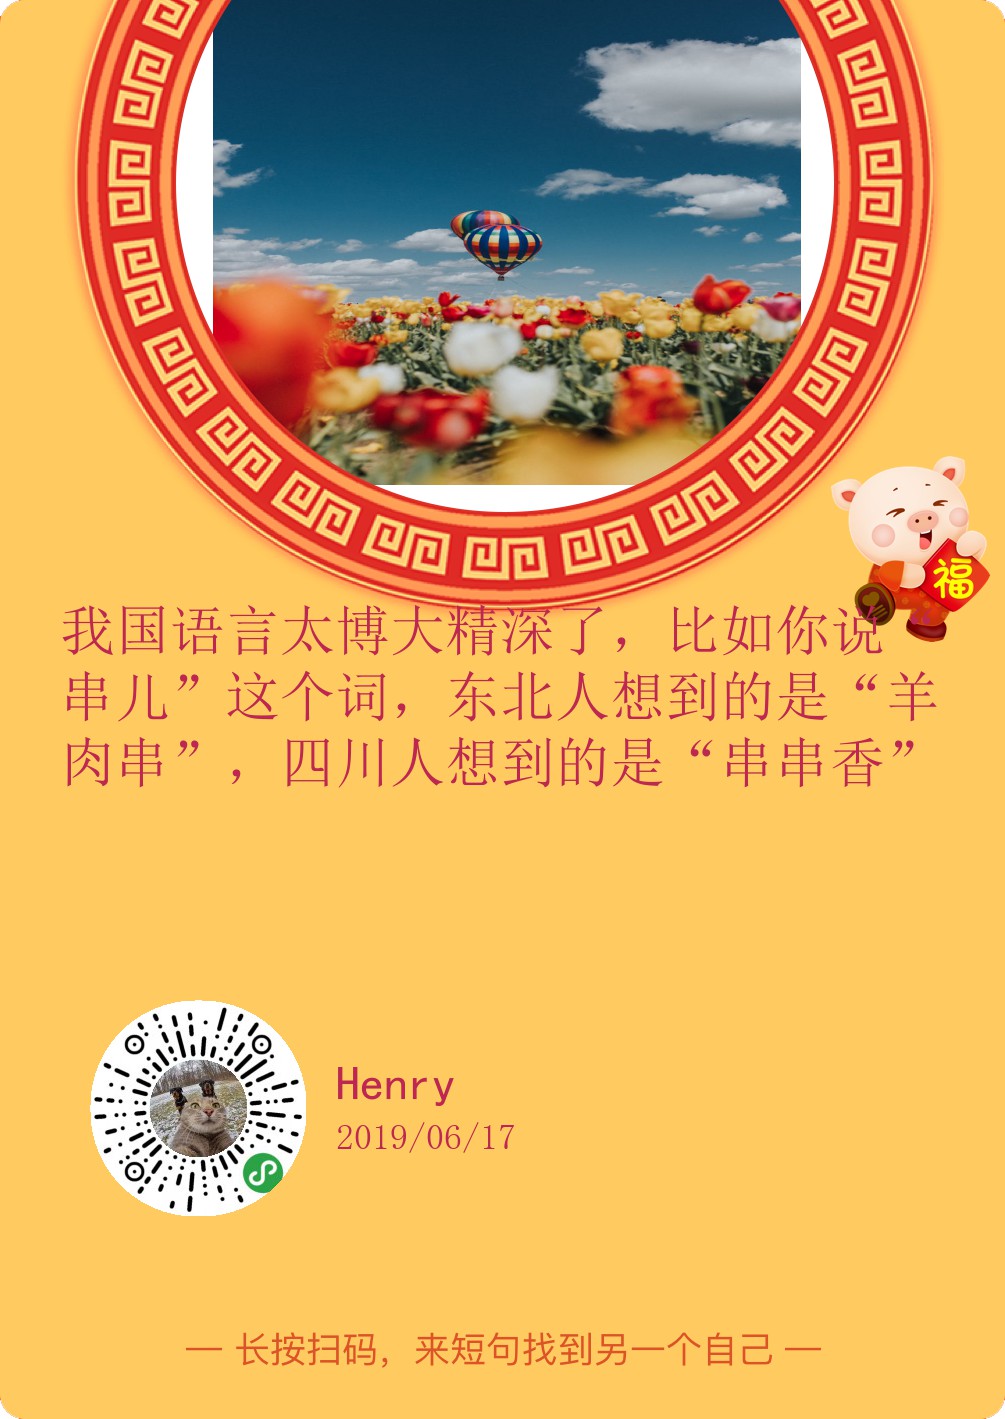 福
我国语言太博大精深了，比如你说“
串儿”这个词，东北人想到的是“羊
肉串”，四川人想到的是“串串香”
Henry
2019/06/17
— 长按扫码，来短句找到另一个自己 —